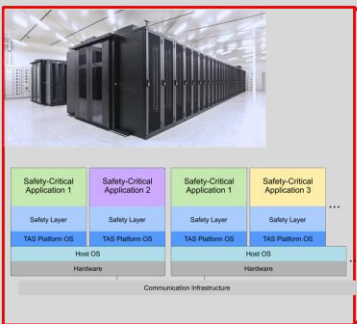 Safety-Critical Application 1
Safety-Critical Application 2
Safety-Critical Application 1
Safety-Critical Application 3
Safety Layer
Safety Layer
Safety Layer
Safety Layer
...
TAS Platform OS
TAS Platform OS
TAS Platform OS
TAS Platform OS
Host OS
Host OS
Hardware
Hardware
...
Communication Infrastructure